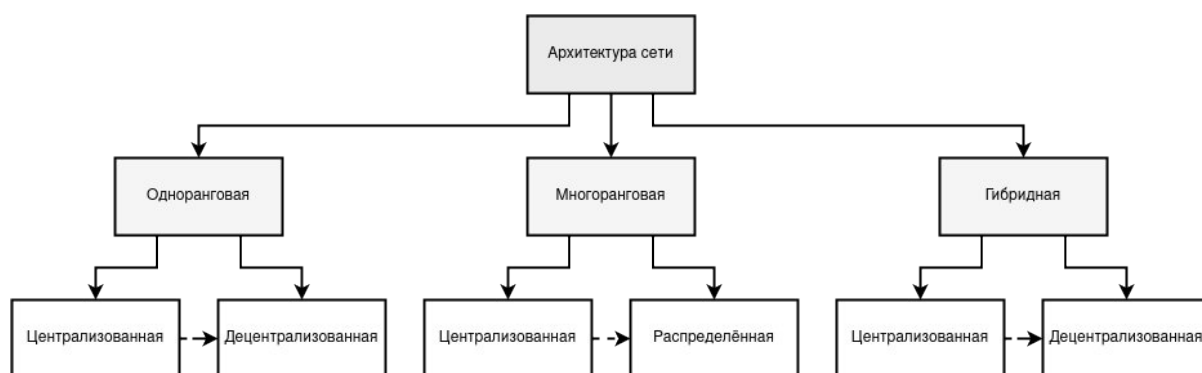 Архитектура сети
Одноранговая
Многоранговая
Гибридная
Централизованная
Децентрализованная
Централизованная
Распределённая
Централизованная
Децентрализованная